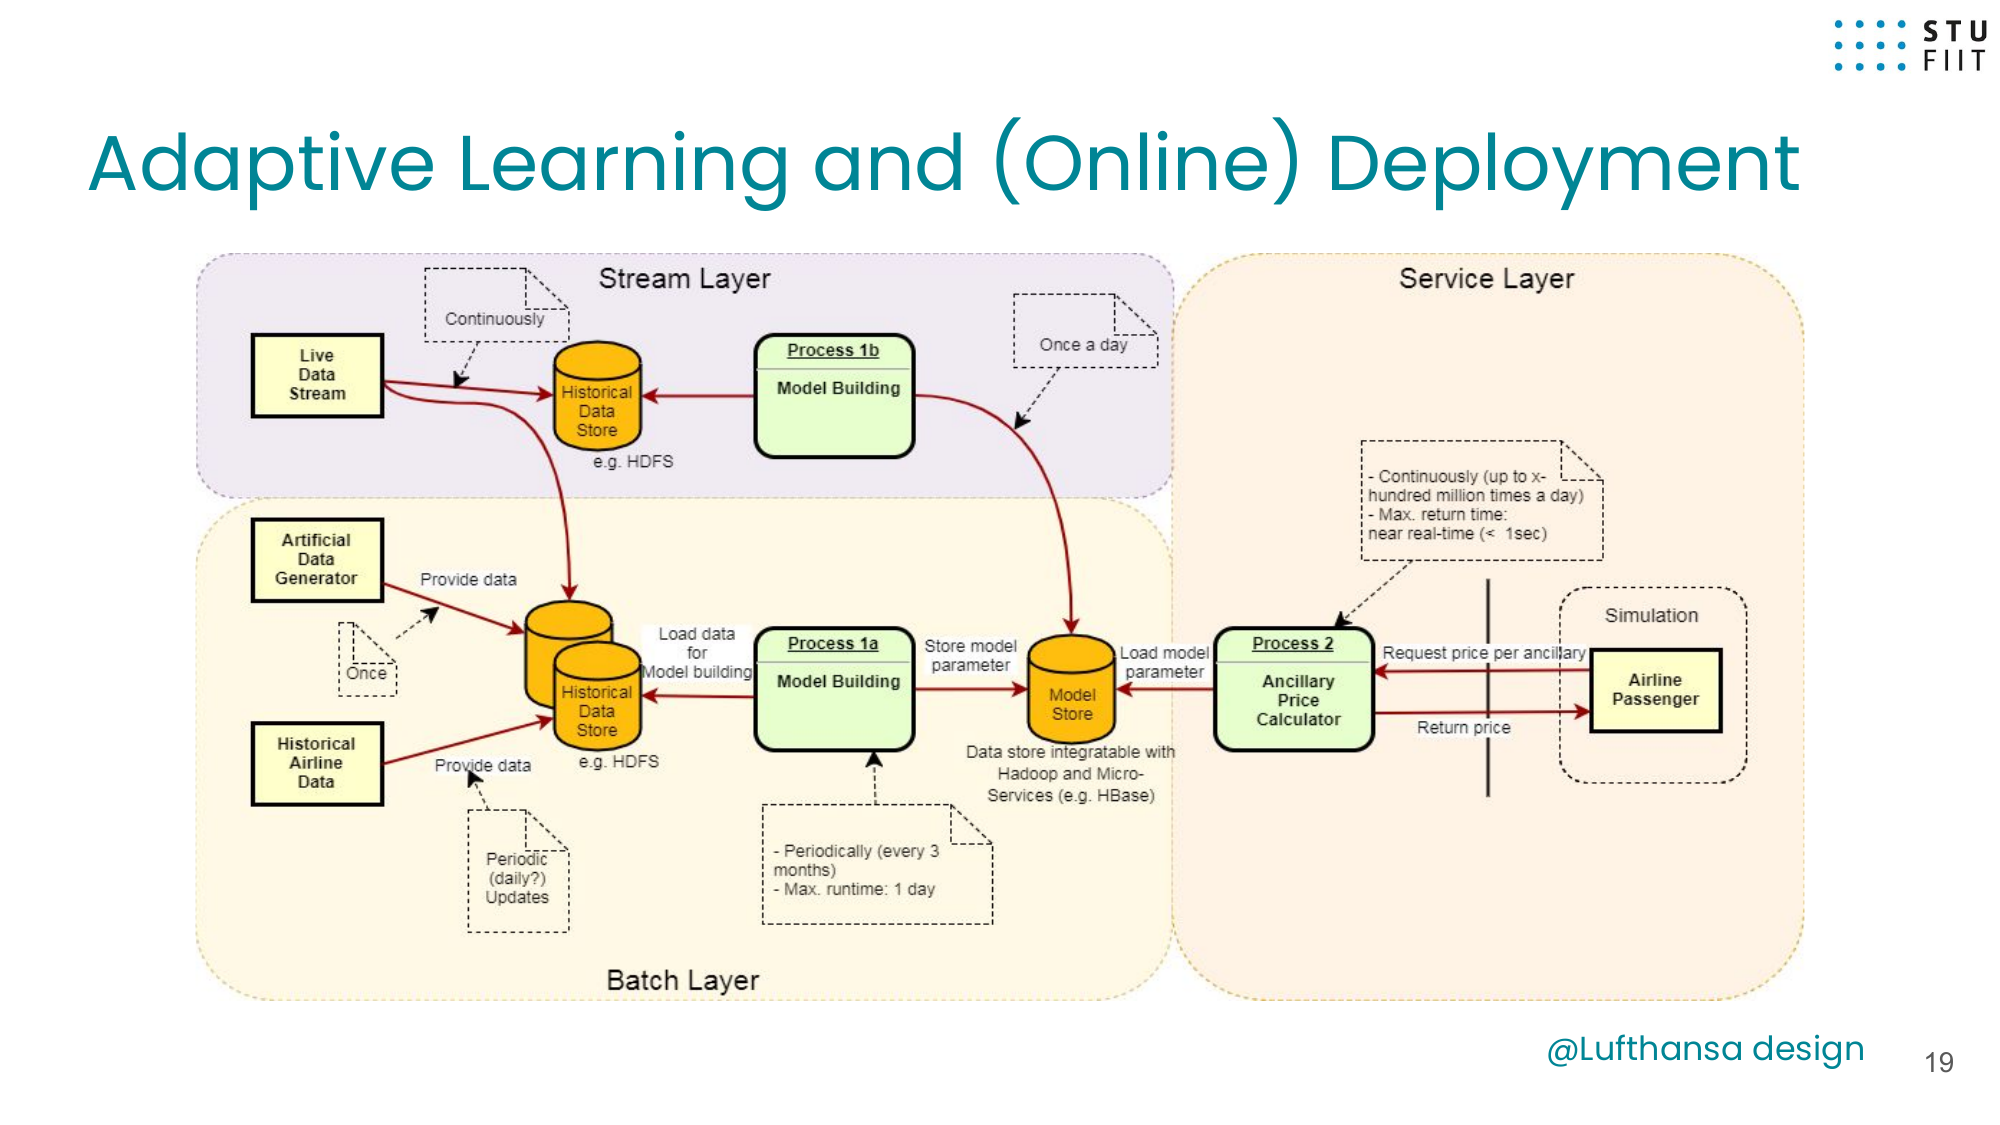 STU
FIIT
Adaptive Learning and (Online) Deployment
Stream Layer
Continuously
Live
Data
Stream
Historical
Data
Store
e.g. HDFS
Process 1b
Model Building
Once a day
Service Layer
- Continuously (up to x-
hundred million times a day)
- Max. return time:
near real-time (< 1sec)
Artificial
Data
Generator
Provide data
Once
Historical
Airline
Data
Provide data
Periodic
(daily?)
Updates
Historical
Data
Store
e.g. HDFS
Load data
for
Model building
Process 1a
Model Building
- Periodically (every 3
months)
- Max. runtime: 1 day
Store model
parameter
Model
Store
Data store integratable with
Hadoop and Micro-
Services (e.g. HBase)
Load model
parameter
Process 2
Ancillary
Price
Calculator
Request price per ancillary
Return price
Simulation
Airline
Passenger
Batch Layer
@Lufthansa design
19